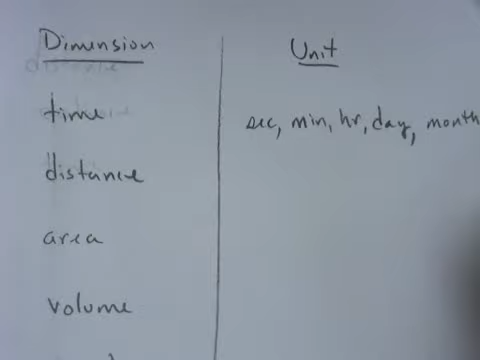 Dimension
Unit
time
sec, min, hr, day, month
distance
area
volume